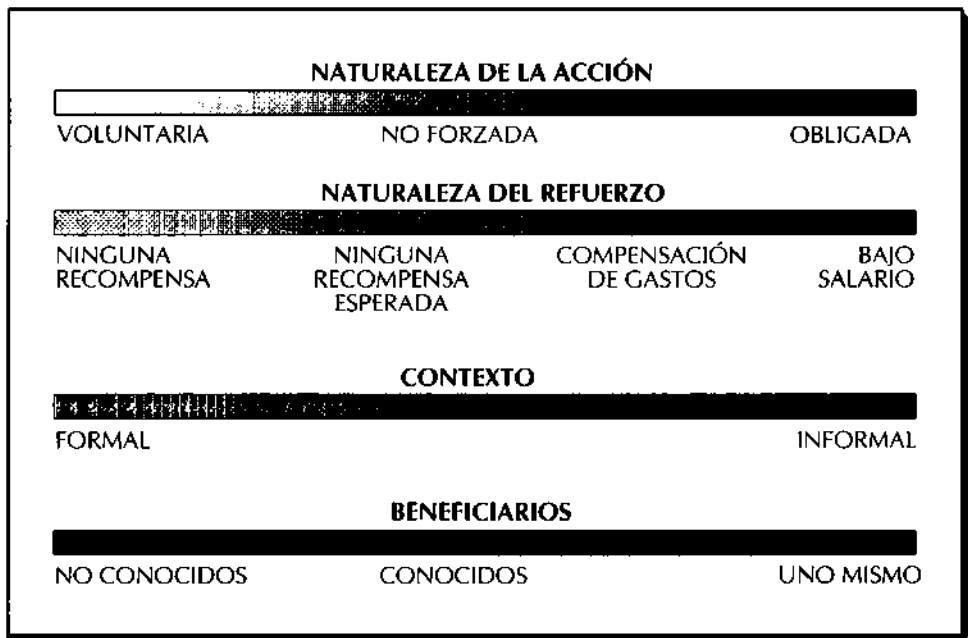 NATURALEZA DE LA ACCIÓN
VOLUNTARIA NO FORZADA OBLIGADA
NATURALEZA DEL REFUERZO
NINGUNA NINGUNA COMPENSACIÓN BAJO
RECOMPENSA RECOMPENSA DE GASTOS SALARIO
ESPERADA
CONTEXTO
FORMAL INFORMAL
BENEFICIARIOS
NO CONOCIDOS CONOCIDOS UNO MISMO